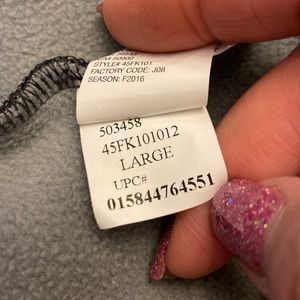 STYLE# 45FK101
FACTORY CODE: J08
SEASON: F2016
503458
45FK101012
LARGE
UPC#
015844764551